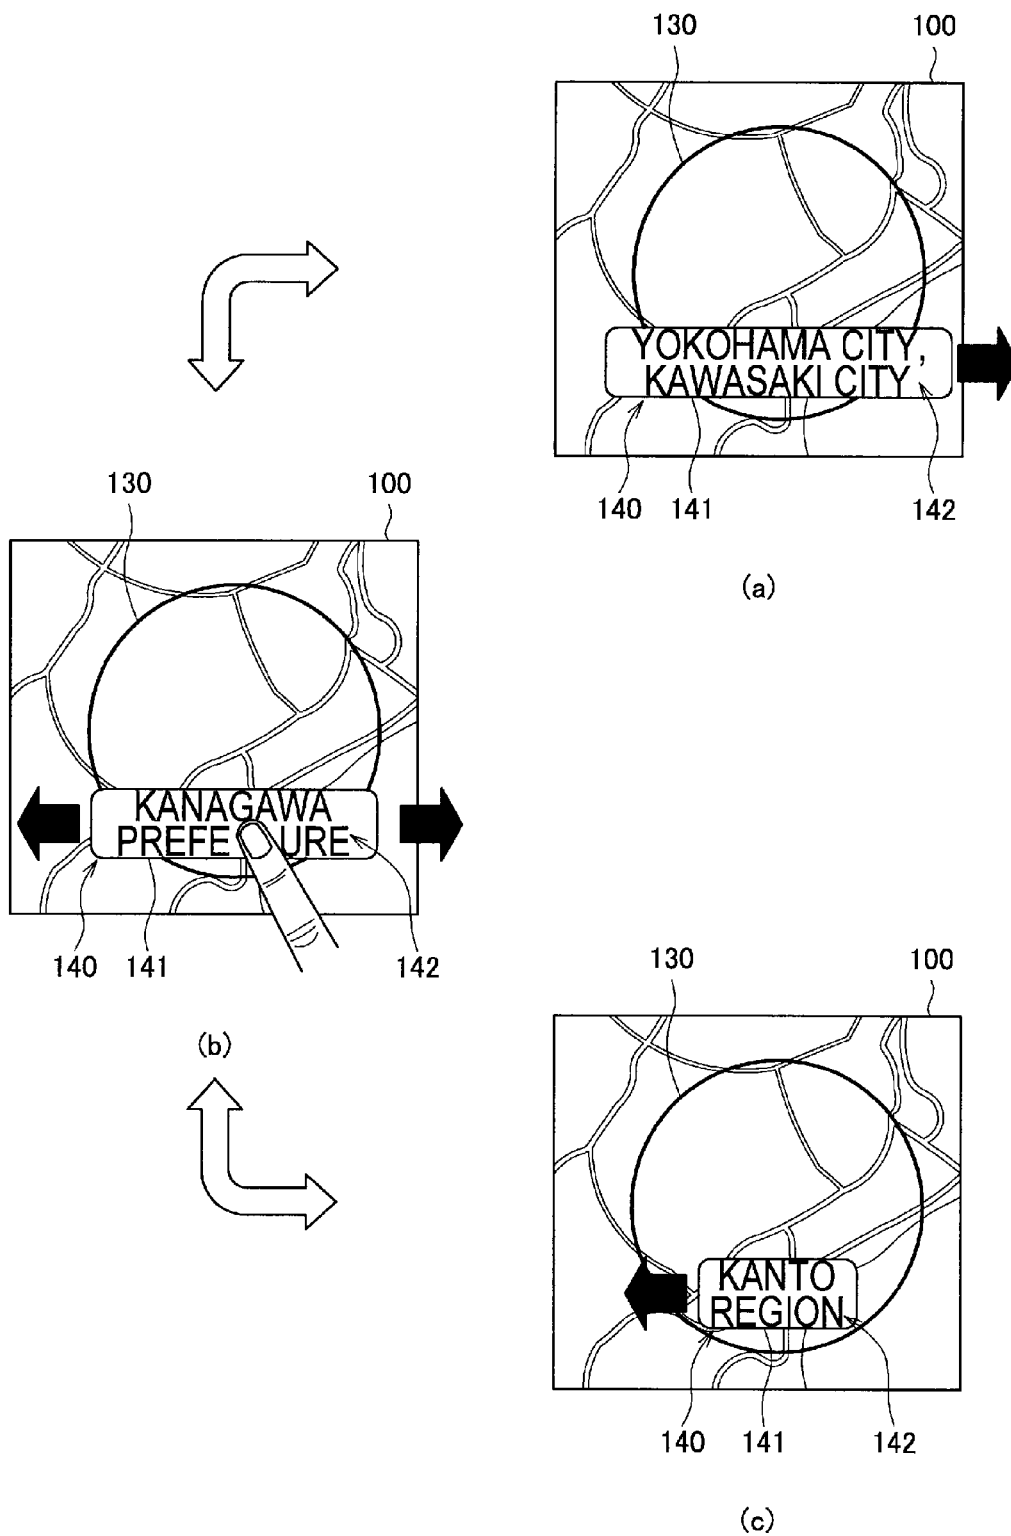 130 100
YOKOHAMA CITY,
KAWASAKI CITY
140 141 142
(a)
130 100
KANAGAWA
PREFE URE
140 141 142
(b)
130 100
KANTO
REGION
140 141 142
(c)